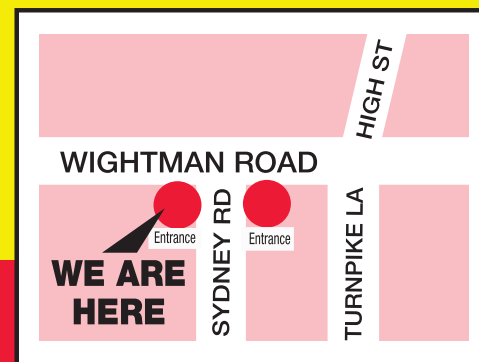 HIGH ST
WIGHTMAN ROAD
SYDNEY RD
TURNPIKE LA
Entrance
Entrance
WE ARE
HERE